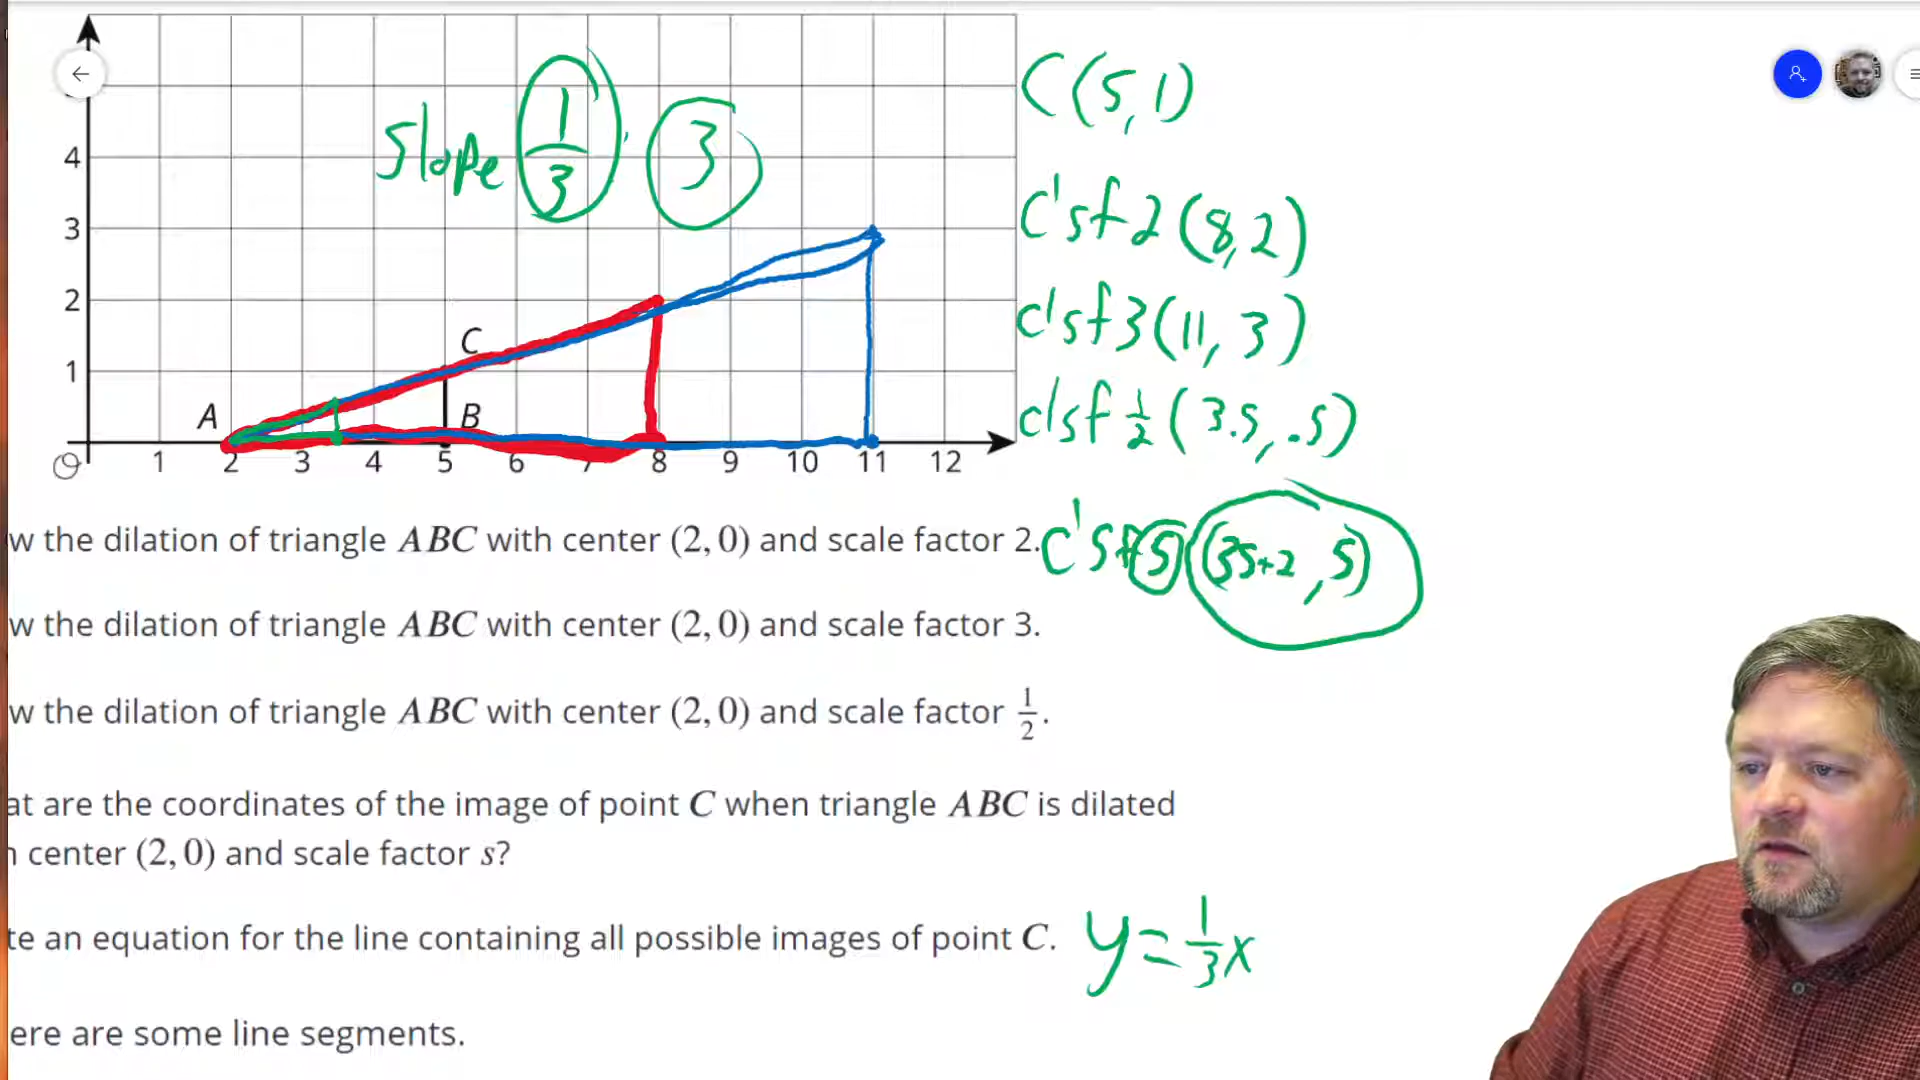 C (5,1)
slope 1/3 · 3
4
C' sf 2 (8,2)
3
C' sf 3 (11, 3)
2
C
1
C' sf 1/2 (3.5, .5)
A
B
O 1 2 3 4 5 6 7 8 9 10 11 12
w the dilation of triangle ABC with center (2, 0) and scale factor 2.
C' sf s (3s+2, s)
w the dilation of triangle ABC with center (2, 0) and scale factor 3.
w the dilation of triangle ABC with center (2, 0) and scale factor 1/2.
at are the coordinates of the image of point C when triangle ABC is dilated
center (2, 0) and scale factor s?
te an equation for the line containing all possible images of point C.
y = 1/3 x
ere are some line segments.